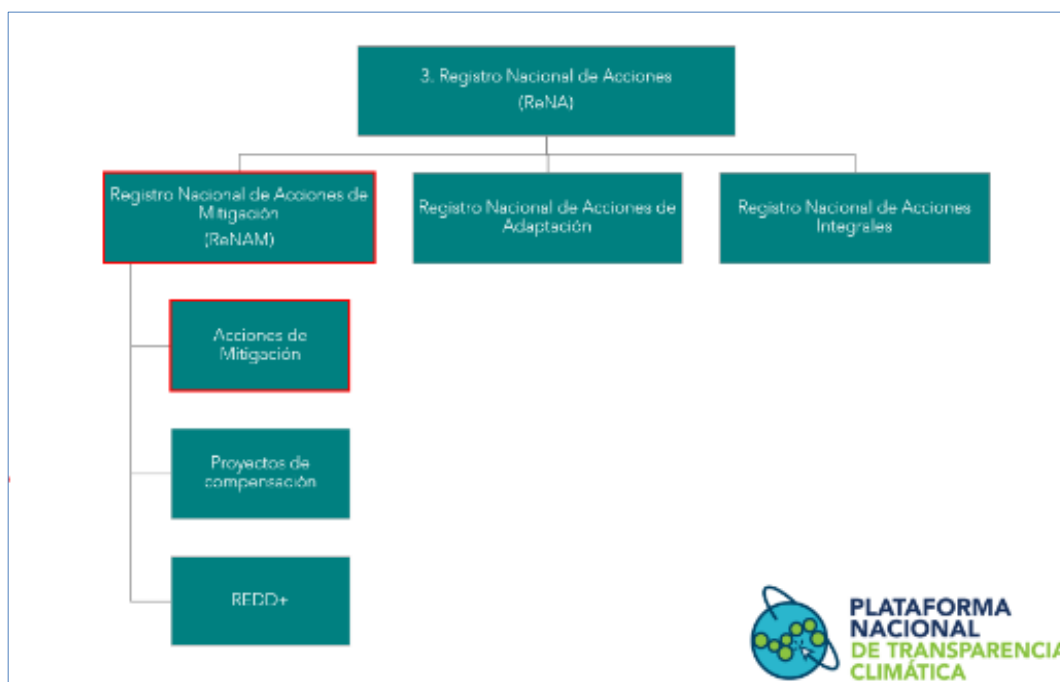 3. Registro Nacional de Acciones
(ReNA)
Registro Nacional de Acciones de
Mitigación
(ReNAM)
Registro Nacional de Acciones de
Adaptación
Registro Nacional de Acciones
Integrales
Acciones de
Mitigación
Proyectos de
compensación
REDD+
PLATAFORMA
NACIONAL
DE TRANSPARENCIA
CLIMÁTICA